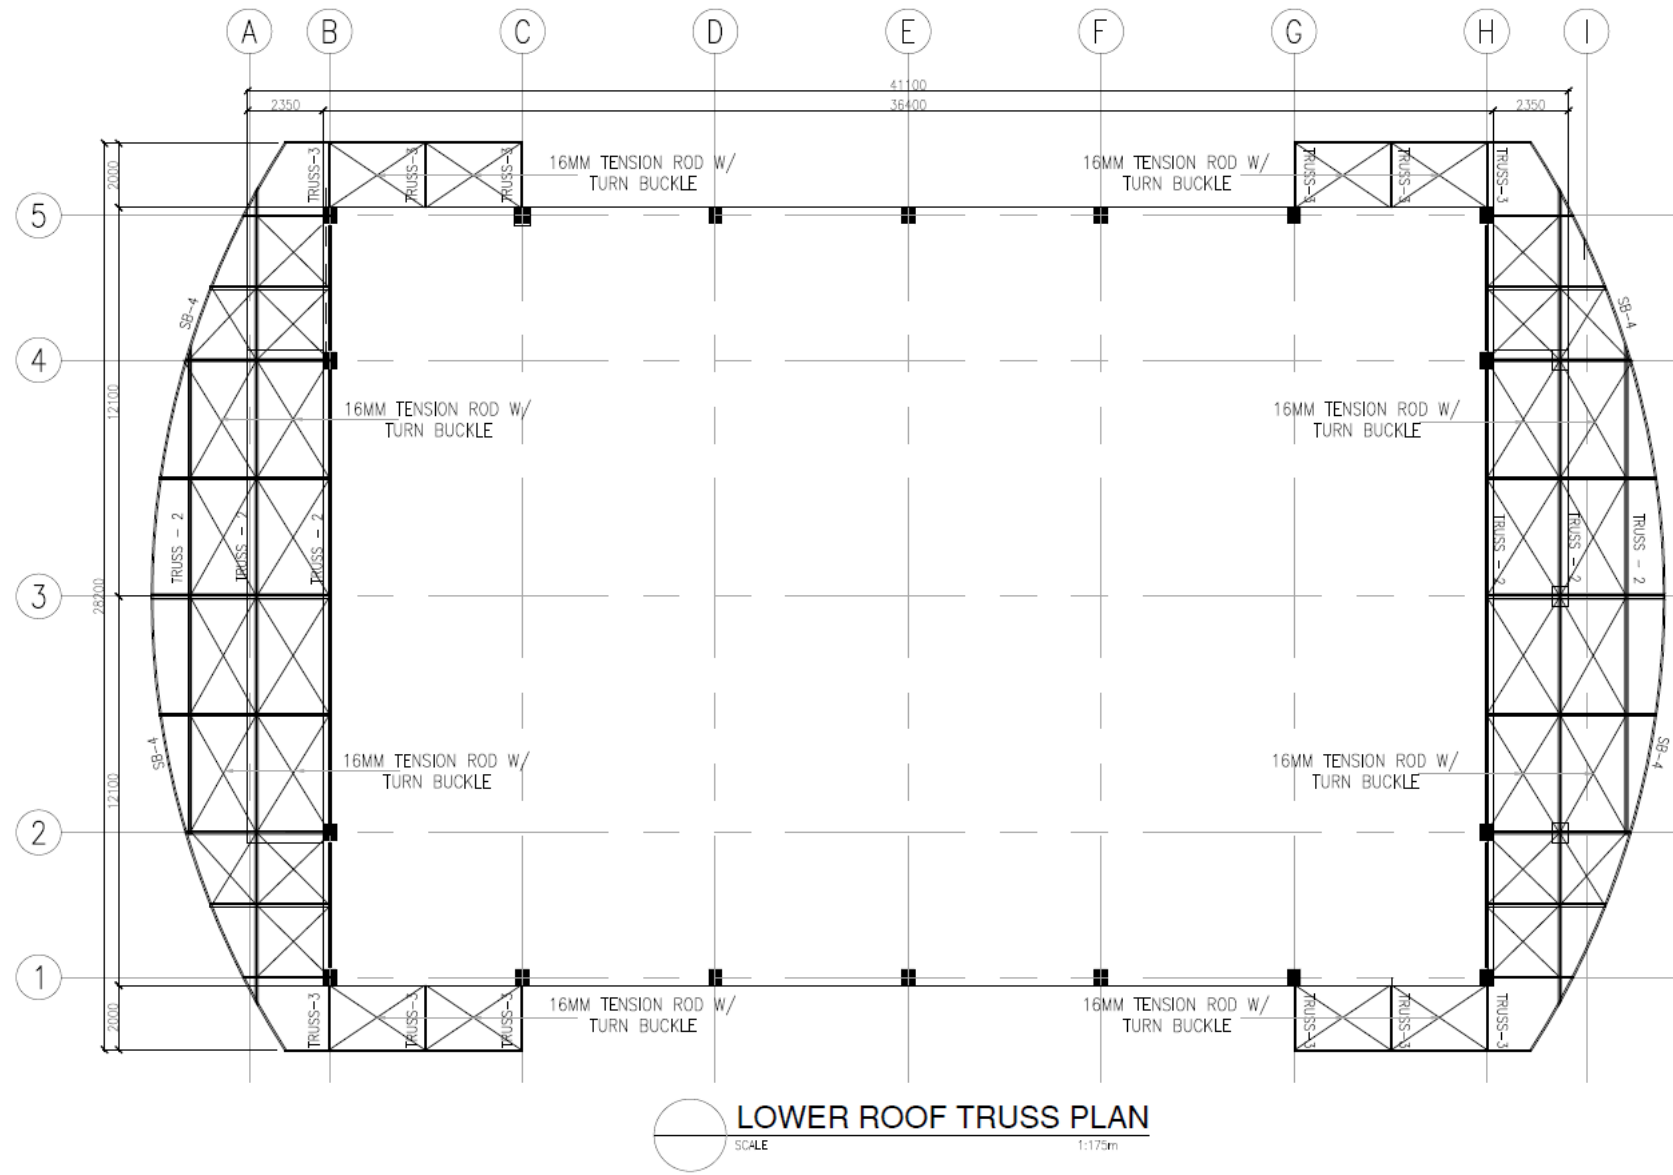 A B C D E F G H I
41100
2350 36400 2350
TRUSS-3 TRUSS-3 TRUSS-3
16MM TENSION ROD W/
TURN BUCKLE
16MM TENSION ROD W/
TURN BUCKLE
TRUSS-3 TRUSS-3 TRUSS-3
2000
5
SB-4
SB-4
4
12100
16MM TENSION ROD W/
TURN BUCKLE
16MM TENSION ROD W/
TURN BUCKLE
TRUSS - 2 TRUSS - 2 TRUSS - 2
TRUSS - 2 TRUSS - 2 TRUSS - 2
3
28200
SB-4
SB-4
12100
16MM TENSION ROD W/
TURN BUCKLE
16MM TENSION ROD W/
TURN BUCKLE
2
1
2000
TRUSS-3 TRUSS-3 TRUSS-3
16MM TENSION ROD W/
TURN BUCKLE
16MM TENSION ROD W/
TURN BUCKLE
TRUSS-3 TRUSS-3 TRUSS-3
LOWER ROOF TRUSS PLAN
SCALE 1:175m